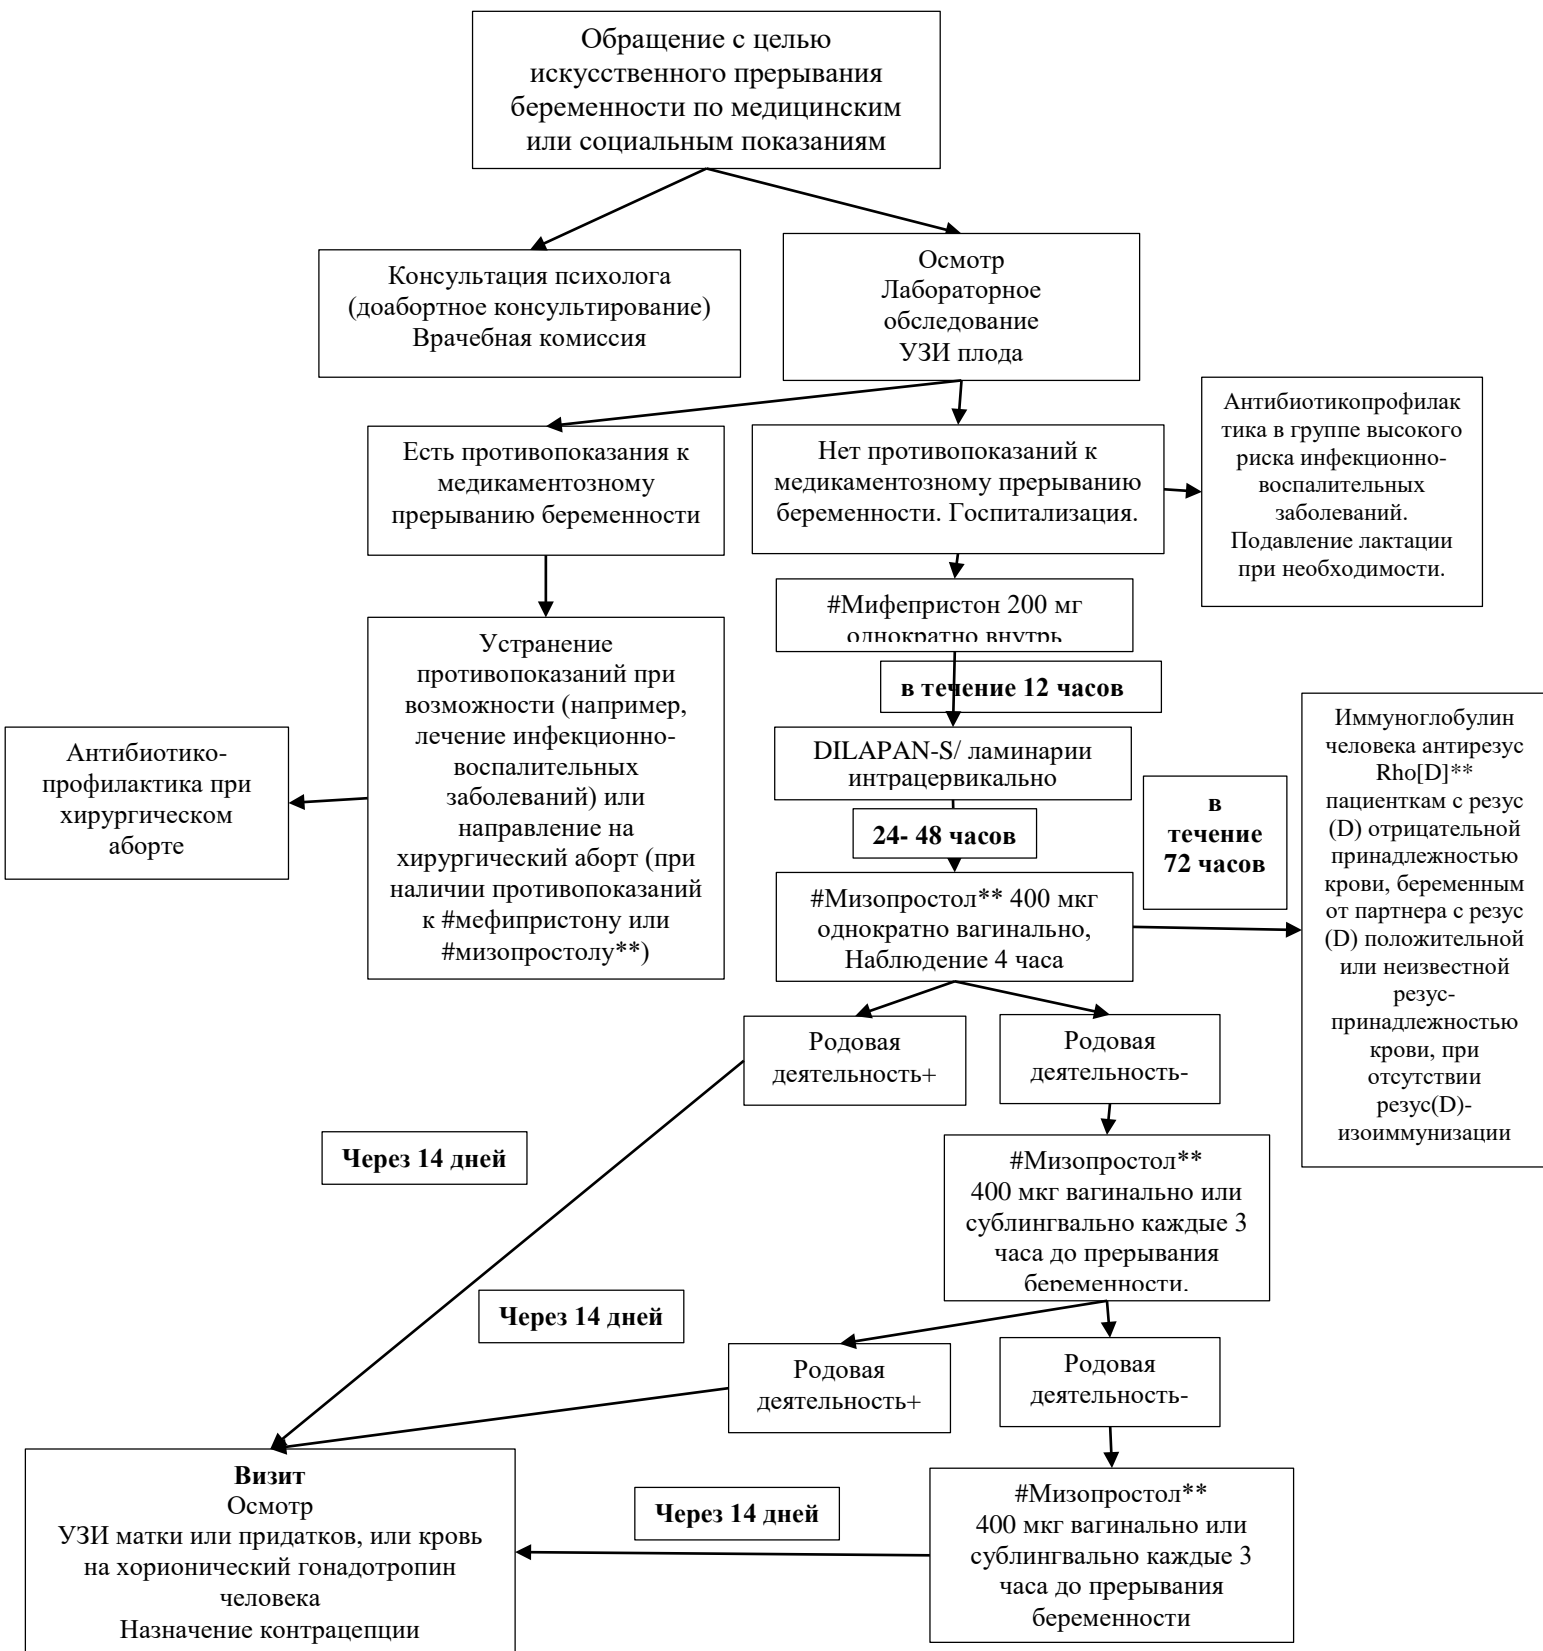 Обращение с целью
искусственного прерывания
беременности по медицинским
или социальным показаниям
Консультация психолога
(доабортное консультирование)
Врачебная комиссия
Осмотр
Лабораторное
обследование
УЗИ плода
Есть противопоказания к
медикаментозному
прерыванию беременности
Нет противопоказаний к
медикаментозному прерыванию
беременности. Госпитализация.
Антибиотикопрофилак
тика в группе высокого
риска инфекционно-
воспалительных
заболеваний.
Подавление лактации
при необходимости.
#Мифепристон 200 мг
однократно внутрь
в течение 12 часов
Устранение
противопоказаний при
возможности (например,
лечение инфекционно-
воспалительных
заболеваний) или
направление на
хирургический аборт (при
наличии противопоказаний
к #мефипристону или
#мизопростолу**)
Антибиотико-
профилактика при
хирургическом
аборте
DILAPAN-S/ ламинарии
интрацервикально
24- 48 часов
#Мизопростол** 400 мкг
однократно вагинально,
Наблюдение 4 часа
в
течение
72 часов
Иммуноглобулин
человека антирезус
Rho[D]**
пациенткам с резус
(D) отрицательной
принадлежностью
крови, беременным
от партнера с резус
(D) положительной
или неизвестной
резус-
принадлежностью
крови, при
отсутствии
резус(D)-
изоиммунизации
Родовая
деятельность+
Родовая
деятельность-
Через 14 дней
#Мизопростол**
400 мкг вагинально или
сублингвально каждые 3
часа до прерывания
беременности.
Через 14 дней
Родовая
деятельность+
Родовая
деятельность-
Визит
Осмотр
УЗИ матки или придатков, или кровь
на хорионический гонадотропин
человека
Назначение контрацепции
Через 14 дней
#Мизопростол**
400 мкг вагинально или
сублингвально каждые 3
часа до прерывания
беременности